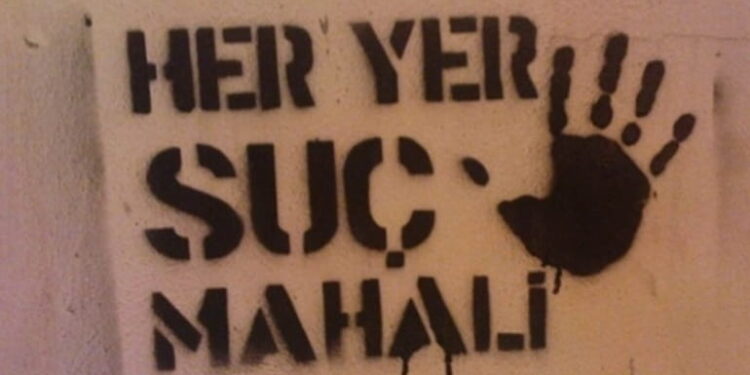 HER YER
SUÇ
MAHALİ